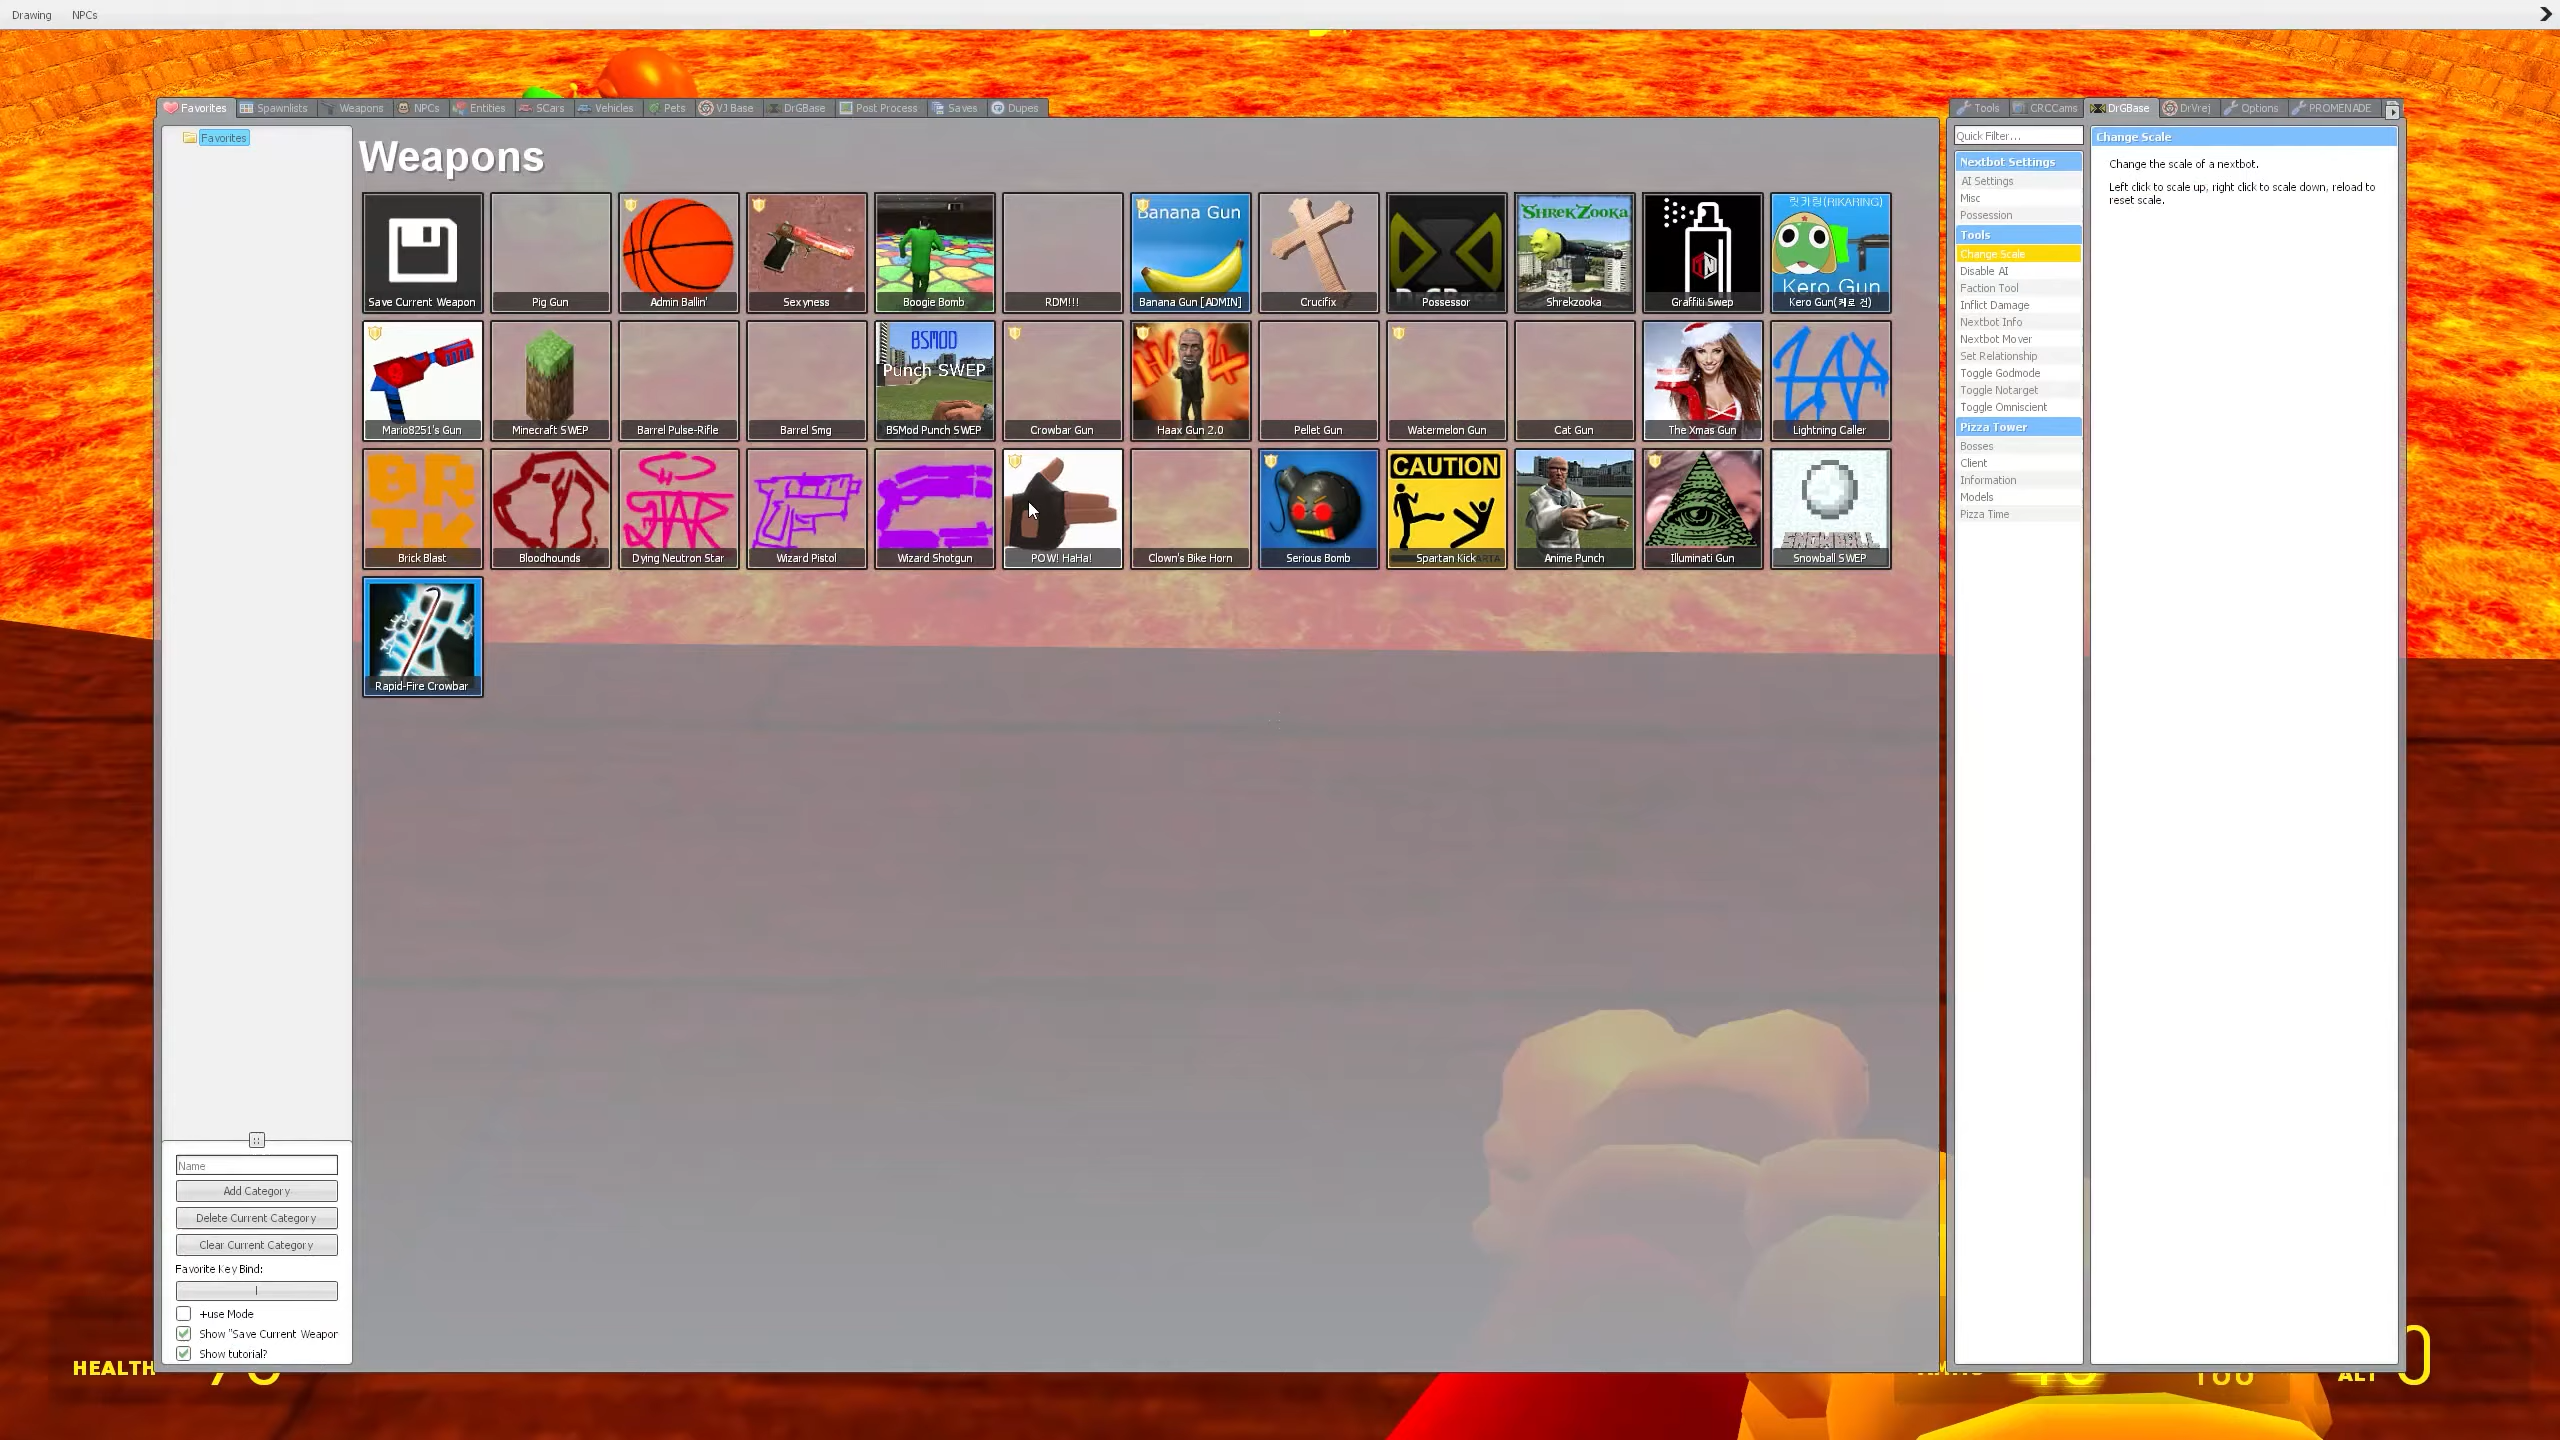 Drawing NPCs
Favorites Spawnlists Weapons NPCs Entities SCars Vehicles Pets VJ Base DrGBase Post Process Saves Dupes
Favorites
Weapons
Save Current Weapon
Pig Gun
Admin Ballin'
Sexyness
Boogie Bomb
RDM!!!
Banana Gun
Banana Gun [ADMIN]
Crucifix
Possessor
SHREKZOOKA
Shrekzooka
Graffiti Swep
릿카링(RIKARING)
Kero Gun
Kero Gun(케로 건)
Mario8251's Gun
Minecraft SWEP
Barrel Pulse-Rifle
Barrel Smg
BSMOD
Punch SWEP
BSMod Punch SWEP
Crowbar Gun
Haax Gun 2.0
Pellet Gun
Watermelon Gun
Cat Gun
The Xmas Gun
Lightning Caller
Brick Blast
Bloodhounds
STAR
Dying Neutron Star
Wizard Pistol
Wizard Shotgun
POW! HaHa!
Clown's Bike Horn
Serious Bomb
CAUTION
Spartan Kick
Anime Punch
Illuminati Gun
SNOWBALL
Snowball SWEP
Rapid-Fire Crowbar
Name
Add Category
Delete Current Category
Clear Current Category
Favorite Key Bind:
+use Mode
Show "Save Current Weapon
Show tutorial?
HEALTH
Tools CRCCams DrGBase DrVrej Options PROMENADE
Quick Filter...
Nextbot Settings
AI Settings
Misc
Possession
Tools
Change Scale
Disable AI
Faction Tool
Inflict Damage
Nextbot Info
Nextbot Mover
Set Relationship
Toggle Godmode
Toggle Notarget
Toggle Omniscient
Pizza Tower
Bosses
Client
Information
Models
Pizza Time
Change Scale
Change the scale of a nextbot.
Left click to scale up, right click to scale down, reload to
reset scale.
ALT 0